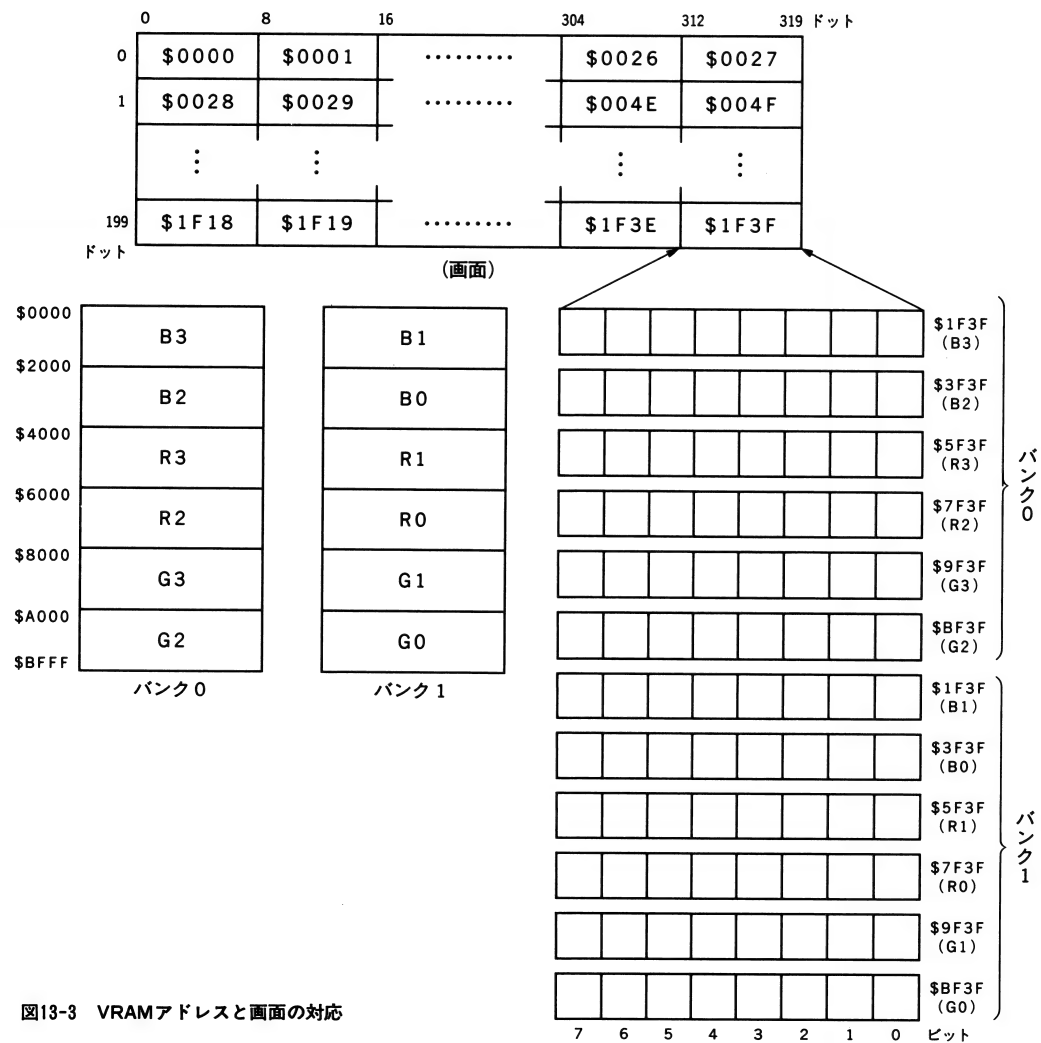 0 8 16 304 312 319 ドット
0 $0000 $0001 ········· $0026 $0027
1 $0028 $0029 ········· $004E $004F
199 $1F18 $1F19 ········· $1F3E $1F3F
ドット
(画面)
$0000
B3
$2000
B2
$4000
R3
$6000
R2
$8000
G3
$A000
G2
$BFFF
バンク0
B1
B0
R1
R0
G1
G0
バンク1
$1F3F
(B3)
$3F3F
(B2)
$5F3F
(R3)
$7F3F
(R2)
$9F3F
(G3)
$BF3F
(G2)
バンク0
$1F3F
(B1)
$3F3F
(B0)
$5F3F
(R1)
$7F3F
(R0)
$9F3F
(G1)
$BF3F
(G0)
バンク1
7 6 5 4 3 2 1 0 ビット
図13-3 VRAMアドレスと画面の対応